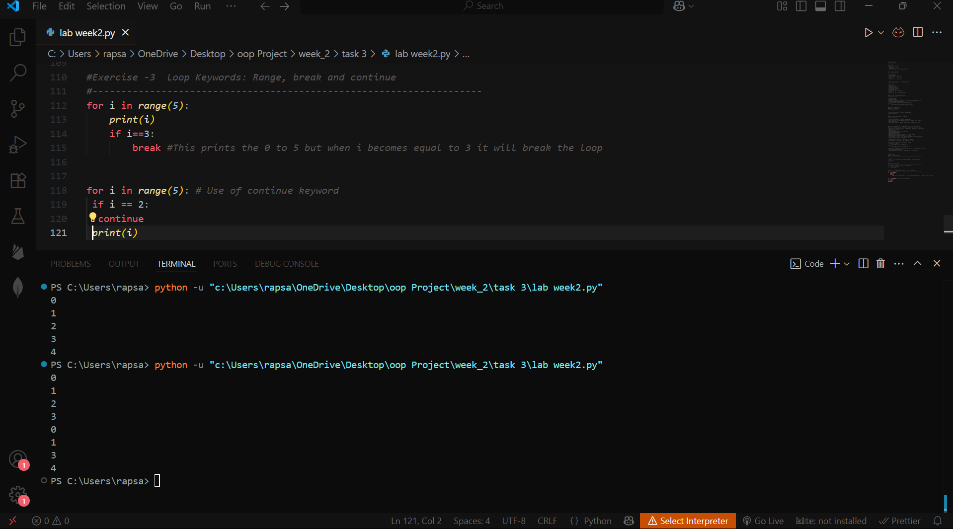 File Edit Selection View Go Run ··· Search
lab week2.py
C: > Users > rapsa > OneDrive > Desktop > oop Project > week_2 > task 3 > lab week2.py > ...
109
110 #Exercise -3 Loop Keywords: Range, break and continue
111 #--------------------------------------------------------------------
112 for i in range(5):
113 print(i)
114 if i==3:
115 break #This prints the 0 to 5 but when i becomes equal to 3 it will break the loop
116
117
118 for i in range(5): # Use of continue keyword
119 if i == 2:
120 continue
121 print(i)
PROBLEMS OUTPUT TERMINAL PORTS DEBUG CONSOLE Code
PS C:\Users\rapsa> python -u "c:\Users\rapsa\OneDrive\Desktop\oop Project\week_2\task 3\lab week2.py"
0
1
2
3
4
PS C:\Users\rapsa> python -u "c:\Users\rapsa\OneDrive\Desktop\oop Project\week_2\task 3\lab week2.py"
0
1
2
3
0
1
3
4
PS C:\Users\rapsa>
1
1
0 0 Ln 121, Col 2 Spaces: 4 UTF-8 CRLF { } Python Select Interpreter Go Live not installed Prettier